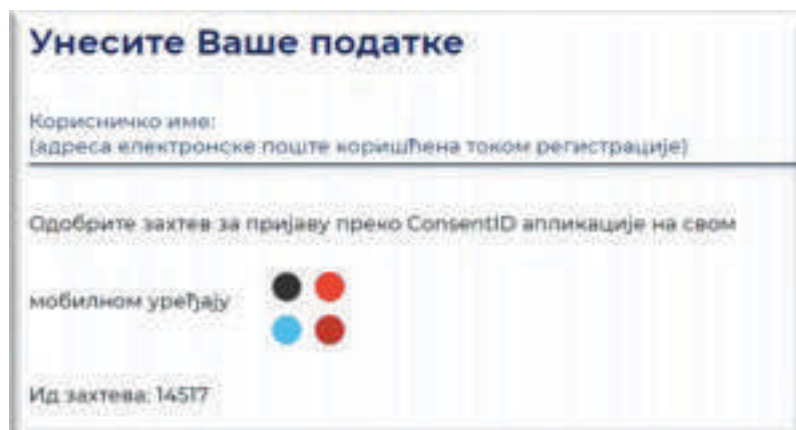 Унесите Ваше податке
Корисничко име:
(адреса електронске поште коришћена током регистрације)
Одобрите захтев за пријаву преко ConsentID апликације на свом
мобилном уређају
Ид захтева: 14517